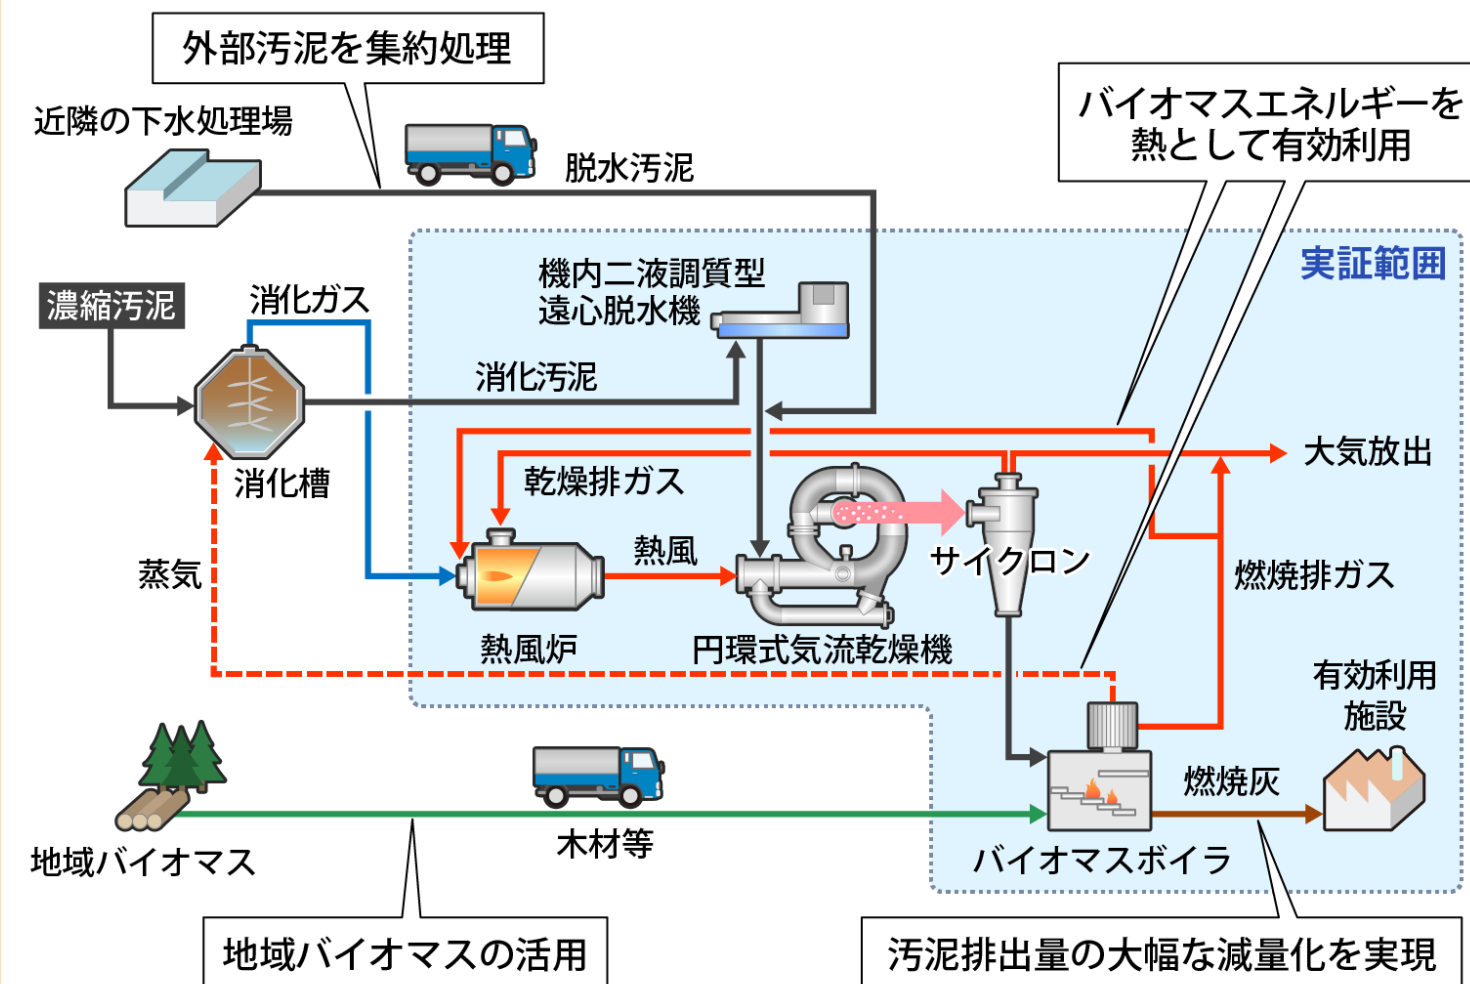 外部汚泥を集約処理
近隣の下水処理場
脱水汚泥
バイオマスエネルギーを
熱として有効利用
実証範囲
機内二液調質型
遠心脱水機
濃縮汚泥
消化ガス
消化汚泥
消化槽
乾燥排ガス
大気放出
熱風
サイクロン
蒸気
燃焼排ガス
熱風炉
円環式気流乾燥機
有効利用
施設
燃焼灰
木材等
地域バイオマス
バイオマスボイラ
地域バイオマスの活用
汚泥排出量の大幅な減量化を実現